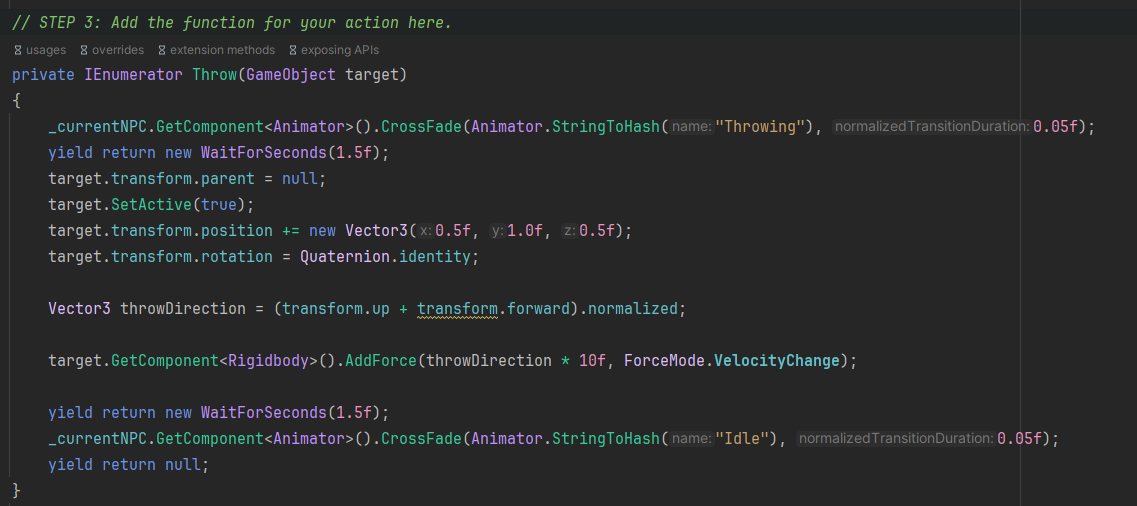 // STEP 3: Add the function for your action here.
usages overrides extension methods exposing APIs
private IEnumerator Throw(GameObject target)
{
_currentNPC.GetComponent<Animator>().CrossFade(Animator.StringToHash( name: "Throwing"), normalizedTransitionDuration: 0.05f);
yield return new WaitForSeconds(1.5f);
target.transform.parent = null;
target.SetActive(true);
target.transform.position += new Vector3( x: 0.5f, y: 1.0f, z: 0.5f);
target.transform.rotation = Quaternion.identity;
Vector3 throwDirection = (transform.up + transform.forward).normalized;
target.GetComponent<Rigidbody>().AddForce(throwDirection * 10f, ForceMode.VelocityChange);
yield return new WaitForSeconds(1.5f);
_currentNPC.GetComponent<Animator>().CrossFade(Animator.StringToHash( name: "Idle"), normalizedTransitionDuration: 0.05f);
yield return null;
}